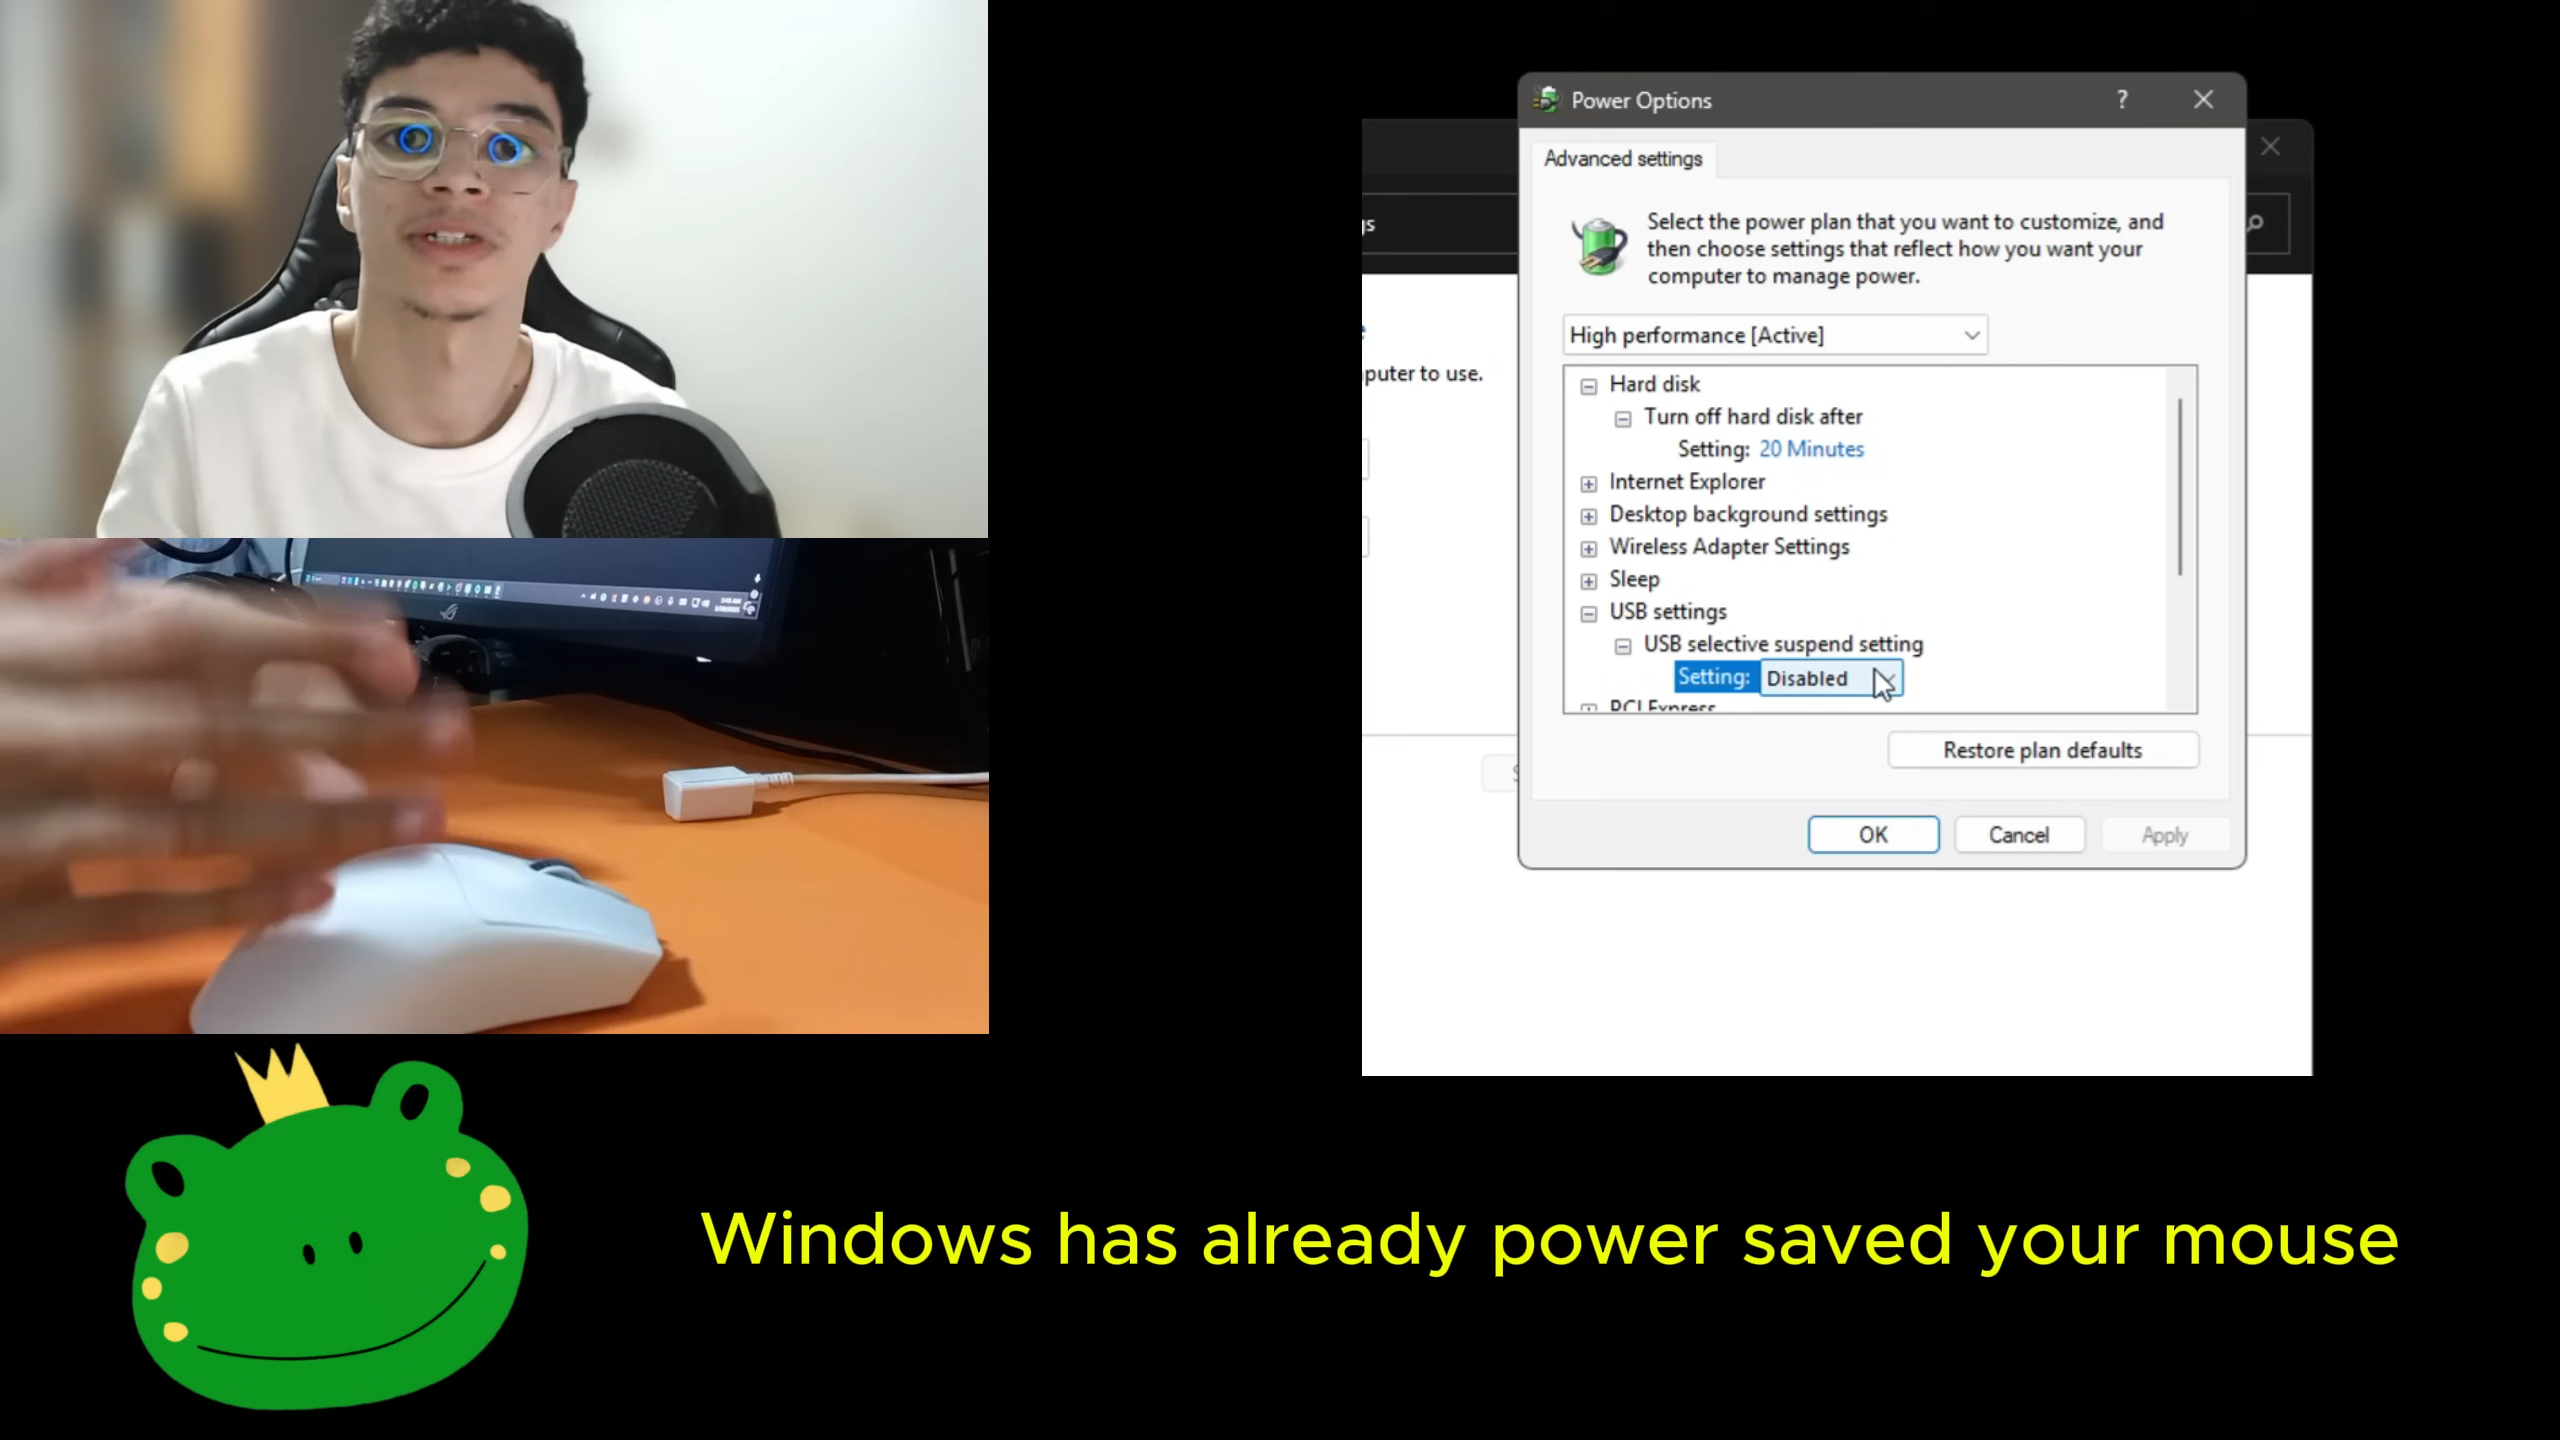 Power Options
?
Advanced settings
gs
Select the power plan that you want to customize, and
then choose settings that reflect how you want your
computer to manage power.
High performance [Active]
puter to use.
Hard disk
Turn off hard disk after
Setting: 20 Minutes
Internet Explorer
Desktop background settings
Wireless Adapter Settings
Sleep
USB settings
USB selective suspend setting
Setting: Disabled
PCI Express
Restore plan defaults
OK
Cancel
Apply
Windows has already power saved your mouse